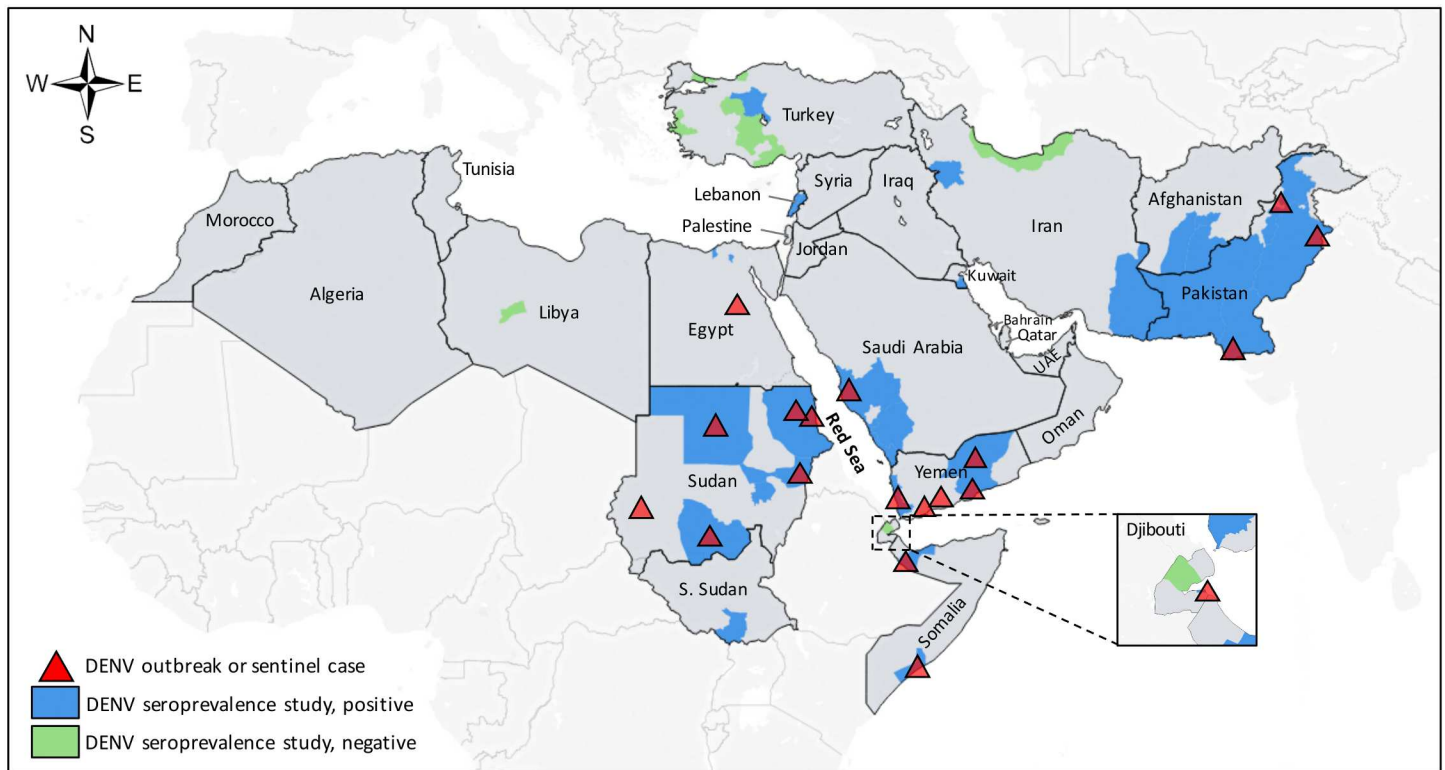 N
W E
S
Turkey
Tunisia
Syria
Iraq
Lebanon
Afghanistan
Morocco
Palestine
Iran
Jordan
Kuwait
Algeria
Pakistan
Libya
Egypt
Bahrain
Qatar
Saudi Arabia
UAE
Red Sea
Oman
Yemen
Sudan
Djibouti
S. Sudan
Somalia
DENV outbreak or sentinel case
DENV seroprevalence study, positive
DENV seroprevalence study, negative